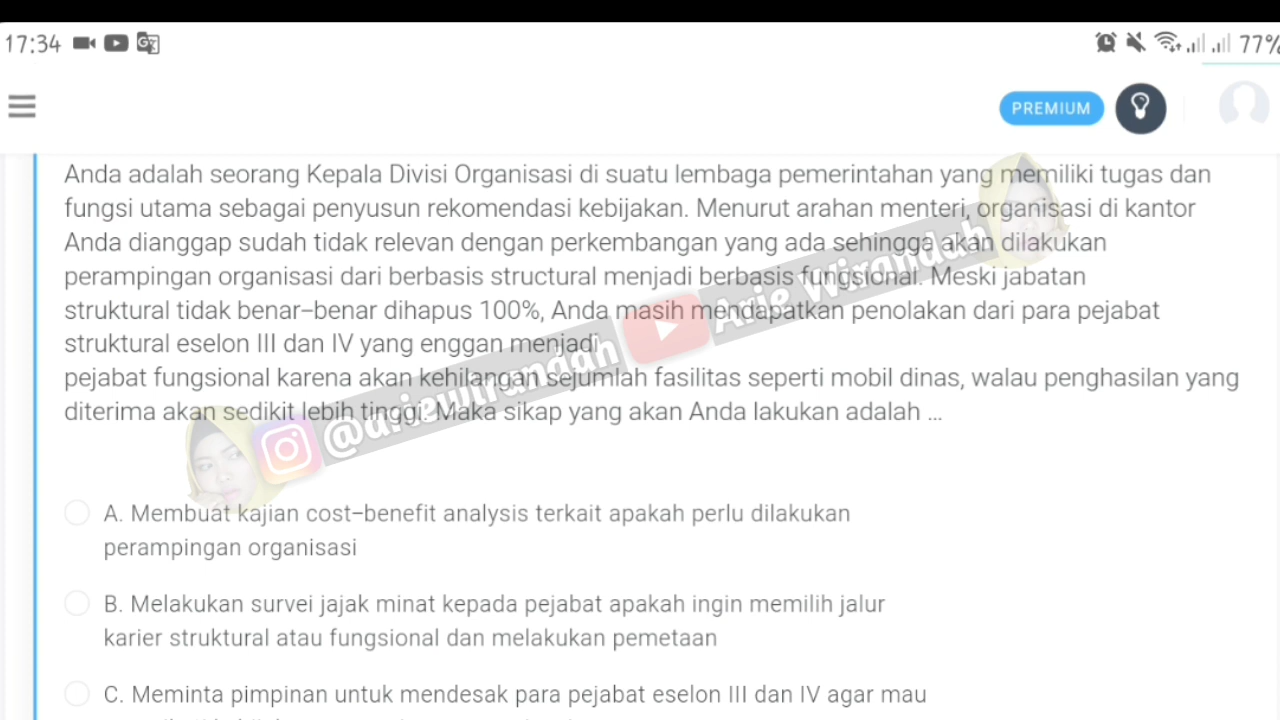 17:34
77%
PREMIUM
Anda adalah seorang Kepala Divisi Organisasi di suatu lembaga pemerintahan yang memiliki tugas dan
fungsi utama sebagai penyusun rekomendasi kebijakan. Menurut arahan menteri, organisasi di kantor
Anda dianggap sudah tidak relevan dengan perkembangan yang ada sehingga akan dilakukan
perampingan organisasi dari berbasis structural menjadi berbasis fungsional. Meski jabatan
struktural tidak benar-benar dihapus 100%, Anda masih mendapatkan penolakan dari para pejabat
struktural eselon III dan IV yang enggan menjadi
pejabat fungsional karena akan kehilangan sejumlah fasilitas seperti mobil dinas, walau penghasilan yang
diterima akan sedikit lebih tinggi. Maka sikap yang akan Anda lakukan adalah ...
@ariewirandah
Arie Wirandah
A. Membuat kajian cost-benefit analysis terkait apakah perlu dilakukan
perampingan organisasi
B. Melakukan survei jajak minat kepada pejabat apakah ingin memilih jalur
karier struktural atau fungsional dan melakukan pemetaan
C. Meminta pimpinan untuk mendesak para pejabat eselon III dan IV agar mau